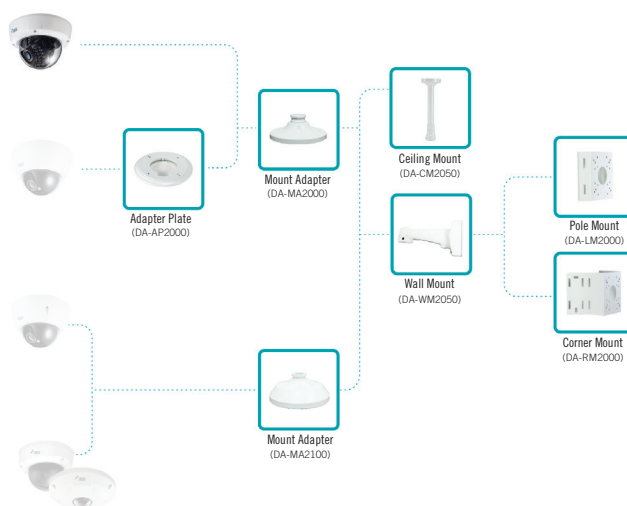 Ceiling Mount
(DA-CM2050)
Mount Adapter
(DA-MA2000)
Adapter Plate
(DA-AP2000)
Pole Mount
(DA-LM2000)
Wall Mount
(DA-WM2050)
Corner Mount
(DA-RM2000)
Mount Adapter
(DA-MA2100)